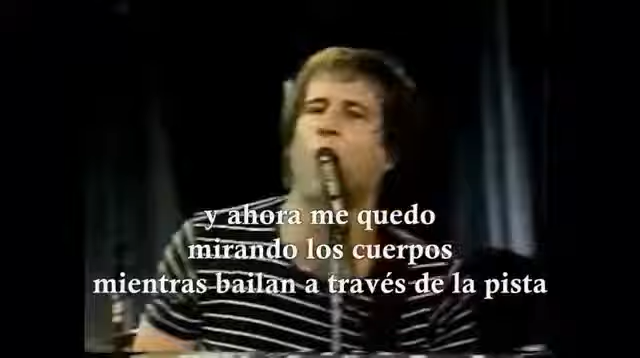 y ahora me quedo
mirando los cuerpos
mientras bailan a través de la pista